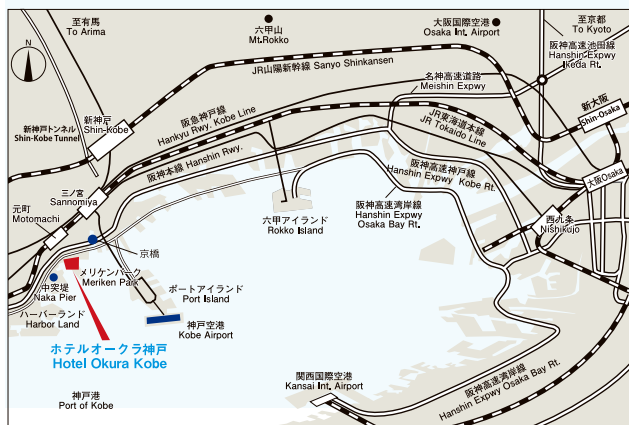 至有馬
To Arima
六甲山
Mt.Rokko
大阪国際空港
Osaka Int. Airport
至京都
To Kyoto
N
阪神高速池田線
Hanshin Expwy
Ikeda Rt.
JR山陽新幹線 Sanyo Shinkansen
名神高速道路
Meishin Expwy
新大阪
Shin-Osaka
新神戸
Shin-Kobe
新神戸トンネル
Shin-Kobe Tunnel
阪急神戸線
Hankyu Rwy. Kobe Line
JR東海道本線
JR Tokaido Line
阪神本線 Hanshin Rwy.
阪神高速神戸線
Hanshin Expwy Kobe Rt.
大阪Osaka
三ノ宮
Sannomiya
元町
Motomachi
六甲アイランド
Rokko Island
阪神高速湾岸線
Hanshin Expwy
Osaka Bay Rt.
西九条
Nishikujo
京橋
メリケンパーク
Meriken Park
中突堤
Naka Pier
ポートアイランド
Port Island
ハーバーランド
Harbor Land
神戸空港
Kobe Airport
ホテルオークラ神戸
Hotel Okura Kobe
関西国際空港
Kansai Int. Airport
阪神高速湾岸線
Hanshin Expwy Osaka Bay Rt.
神戸港
Port of Kobe